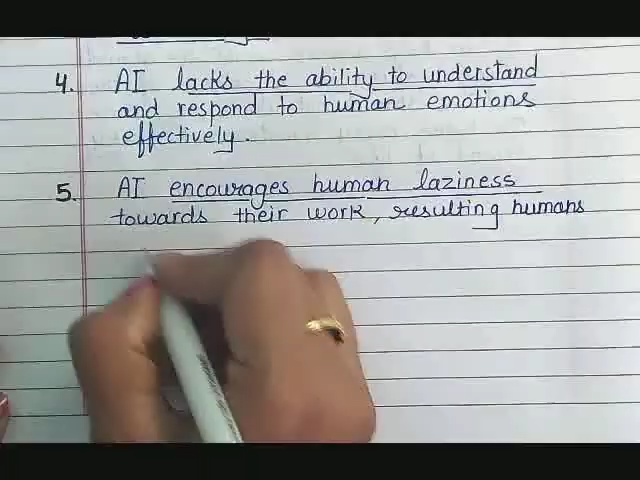 4. AI lacks the ability to understand
and respond to human emotions
effectively.
5. AI encourages human laziness
towards their work, resulting humans